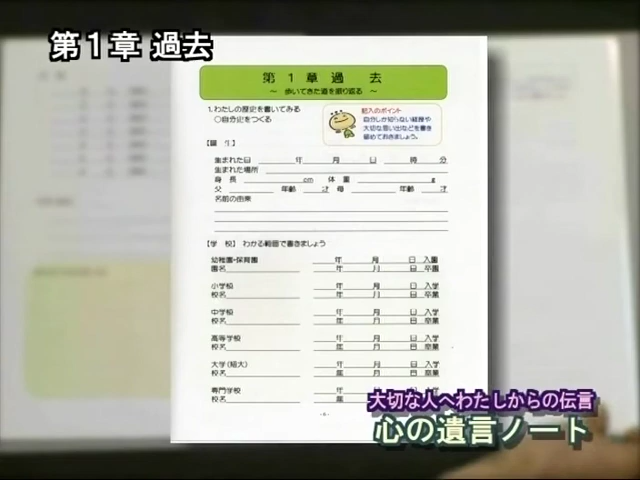 第1章 過去
第 1 章 過 去
～ 歩いてきた道を振り返る ～
1.わたしの歴史を書いてみる
○自分史をつくる
記入のポイント
自分しか知らない経験や
大切な思い出などを書き
留めておきましょう。
【誕 生】
生まれた日 年 月 日 時 分
生まれた場所
身 長 cm 体 重 g
父 年齢 才 母 年齢 才
名前の由来
【学 校】 わかる範囲で書きましょう
幼稚園・保育園 年 月 日 入園
園名 年 月 日 卒園
小学校 年 月 日 入学
校名 年 月 日 卒業
中学校 年 月 日 入学
校名 年 月 日 卒業
高等学校 年 月 日 入学
校名 年 月 日 卒業
大学(短大) 年 月 日 入学
校名 年 月 日 卒業
専門学校 年
校名
大切な人へわたしからの伝言
心の遺言ノート